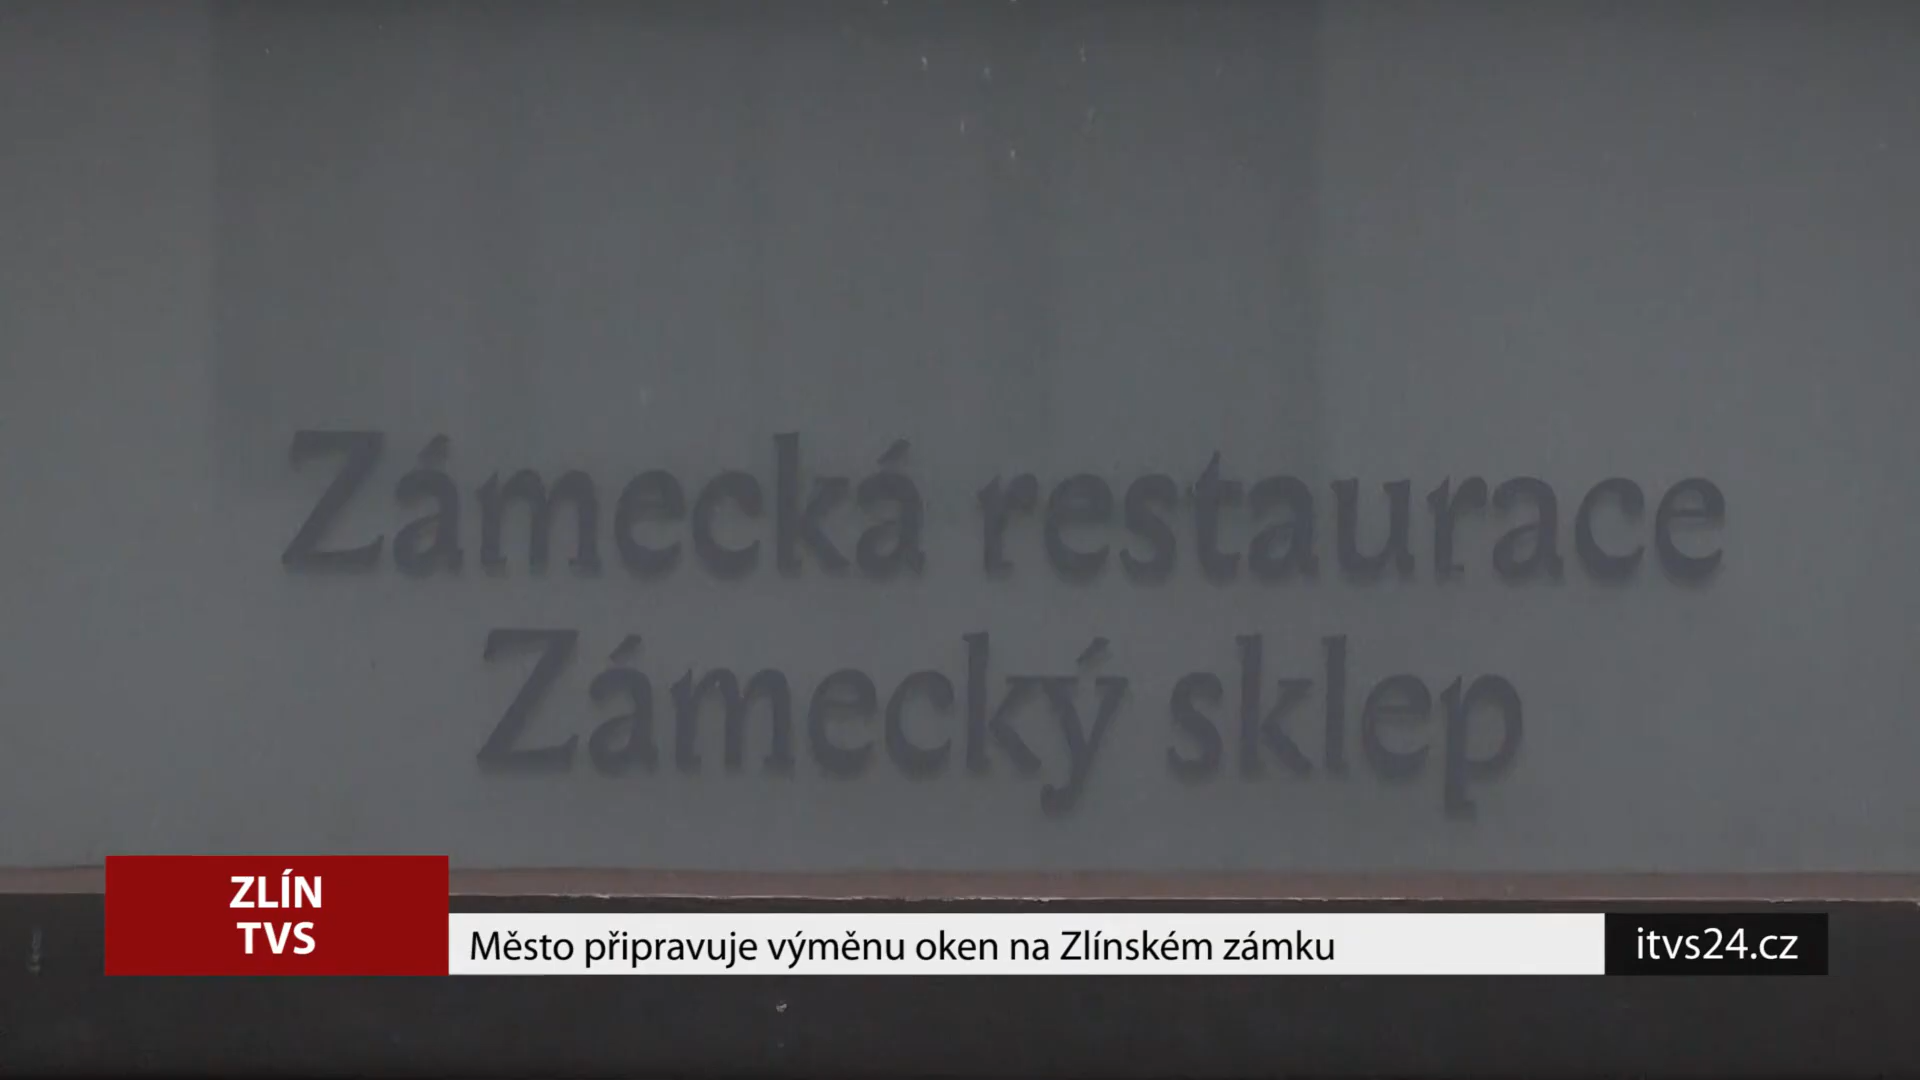 Zámecká restaurace
Zámecký sklep
ZLÍN
TVS
Město připravuje výměnu oken na Zlínském zámku
itvs24.cz